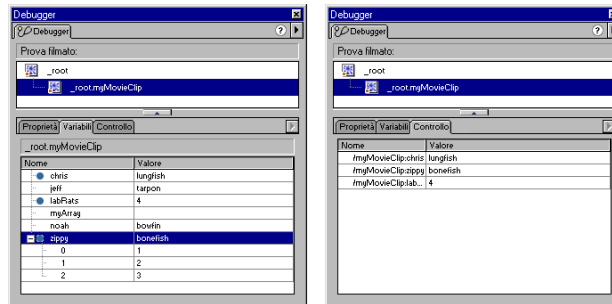 Debugger
Debugger
Prova filmato:
_root
_root.myMovieClip
Proprietà Variabili Controllo
_root.myMovieClip
Nome Valore
chris lungfish
jeff tarpon
labRats 4
myArray
noah bowfin
zippy bonefish
0 1
1 2
2 3
Debugger
Debugger
Prova filmato:
_root
_root.myMovieClip
Proprietà Variabili Controllo
Nome Valore
/myMovieClip:chris lungfish
/myMovieClip:zippy bonefish
/myMovieClip:lab... 4